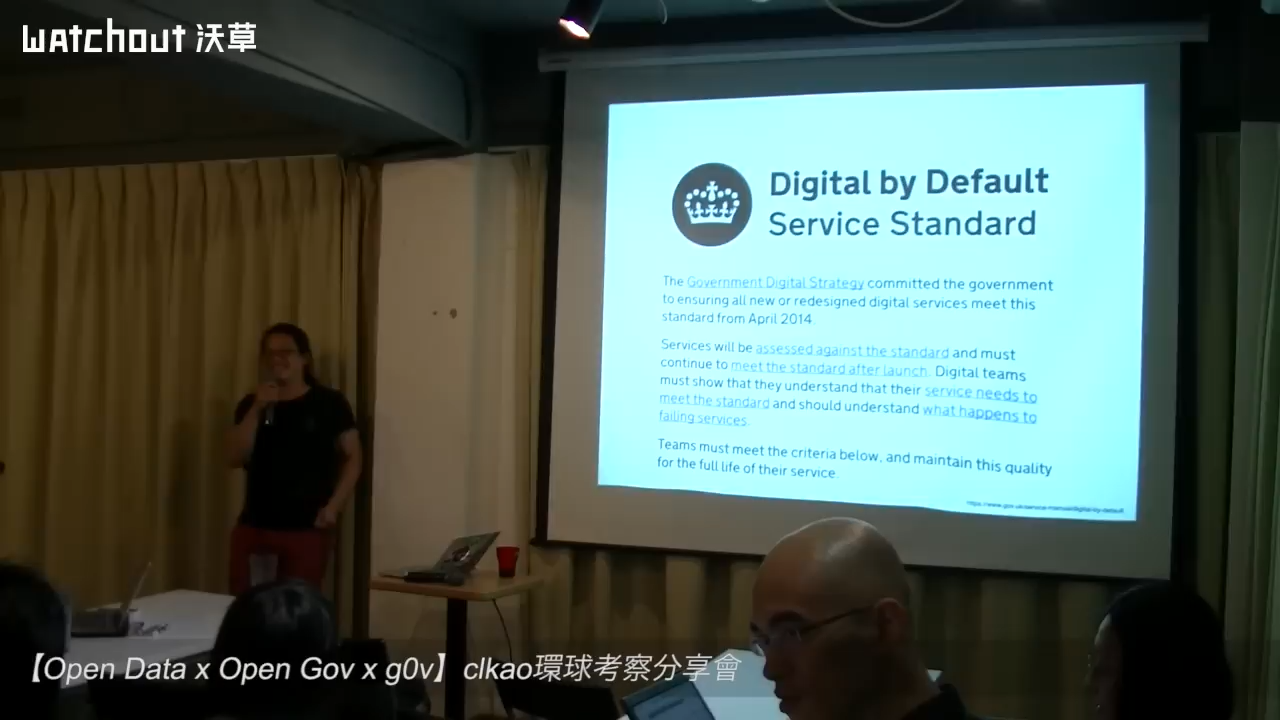 watchout 沃草
Digital by Default
Service Standard
The Government Digital Strategy committed the government
to ensuring all new or redesigned digital services meet this
standard from April 2014.
Services will be assessed against the standard and must
continue to meet the standard after launch. Digital teams
must show that they understand that their service needs to
meet the standard and should understand what happens to
failing services.
Teams must meet the criteria below, and maintain this quality
for the full life of their service.
【Open Data x Open Gov x g0v】clkao環球考察分享會